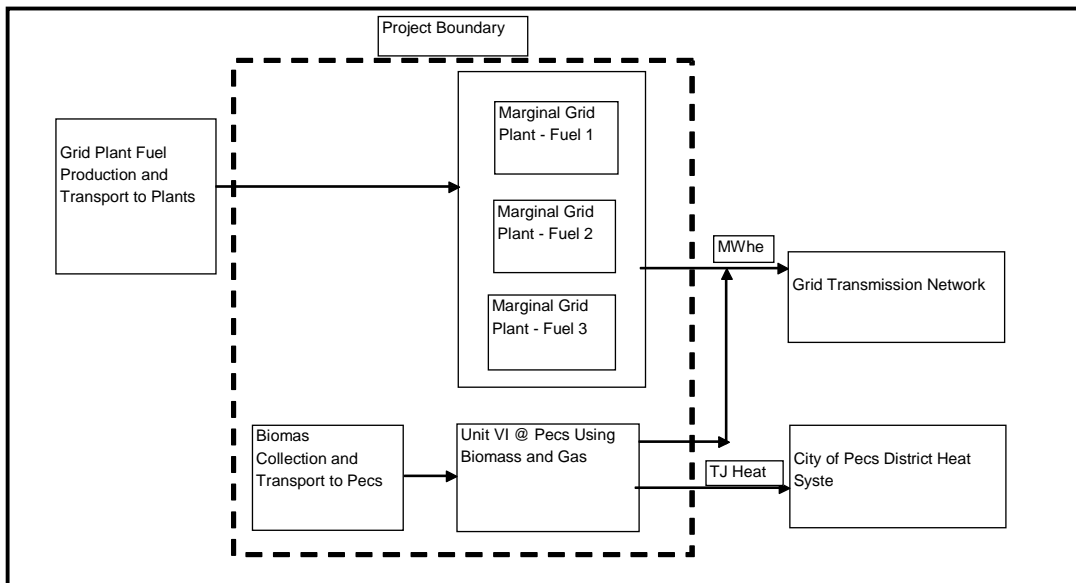 Project Boundary
Marginal Grid
Plant - Fuel 1
Grid Plant Fuel
Production and
Transport to Plants
Marginal Grid
Plant - Fuel 2
MWhe
Grid Transmission Network
Marginal Grid
Plant - Fuel 3
Biomas
Collection and
Transport to Pecs
Unit VI @ Pecs Using
Biomass and Gas
TJ Heat
City of Pecs District Heat
Syste